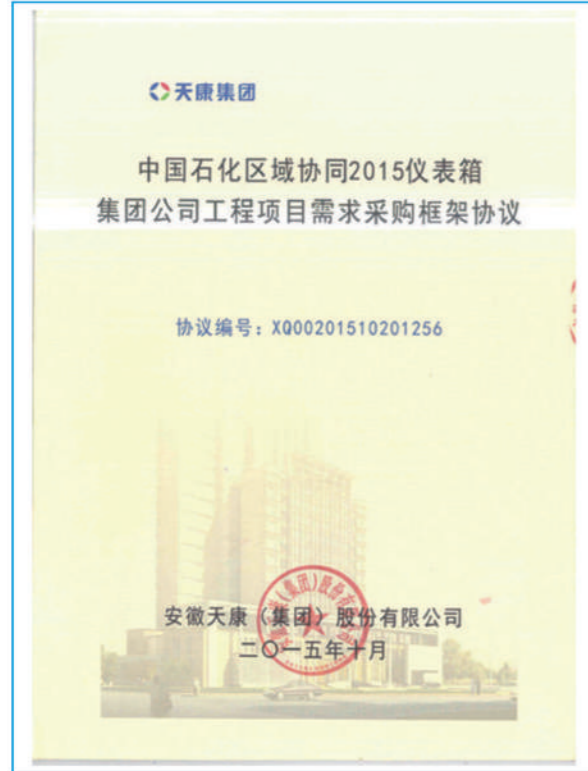 天康集团
中国石化区域协同2015仪表箱
集团公司工程项目需求采购框架协议
协议编号：XQ00201510201256
安徽天康（集团）股份有限公司
二〇一五年十月